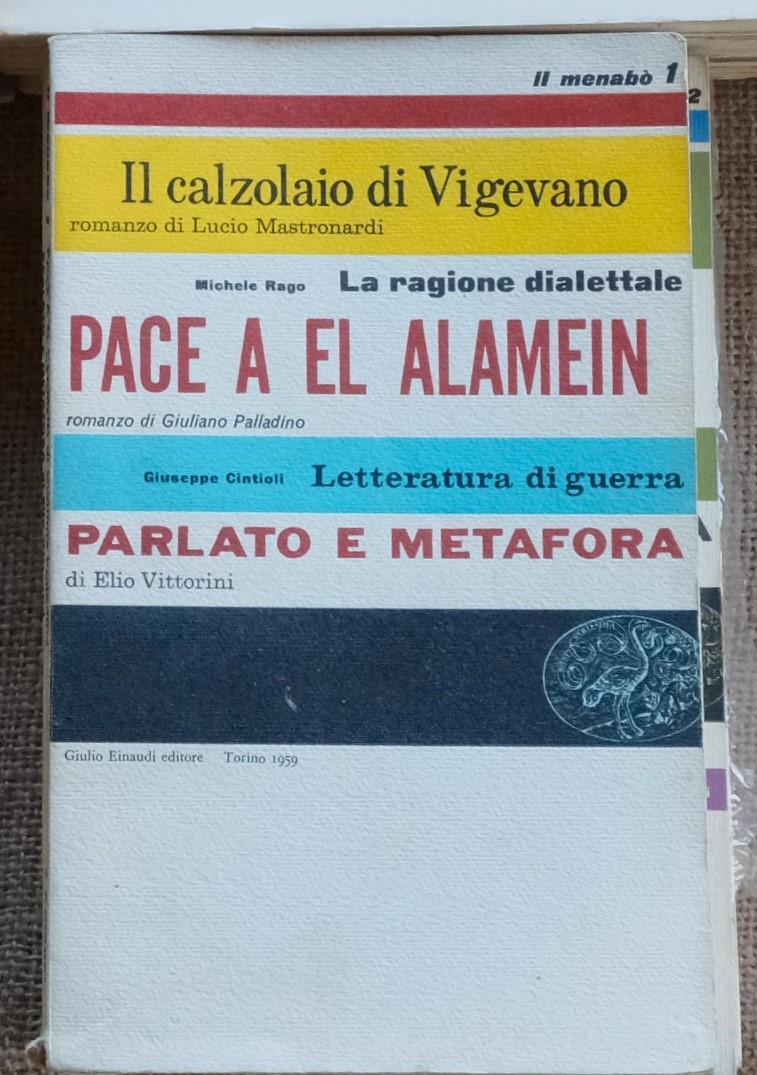 Il menabò 1
2
Il calzolaio di Vigevano
romanzo di Lucio Mastronardi
Michele Rago La ragione dialettale
PACE A EL ALAMEIN
romanzo di Giuliano Palladino
Giuseppe Cintioli Letteratura di guerra
PARLATO E METAFORA
di Elio Vittorini
Giulio Einaudi editore Torino 1959